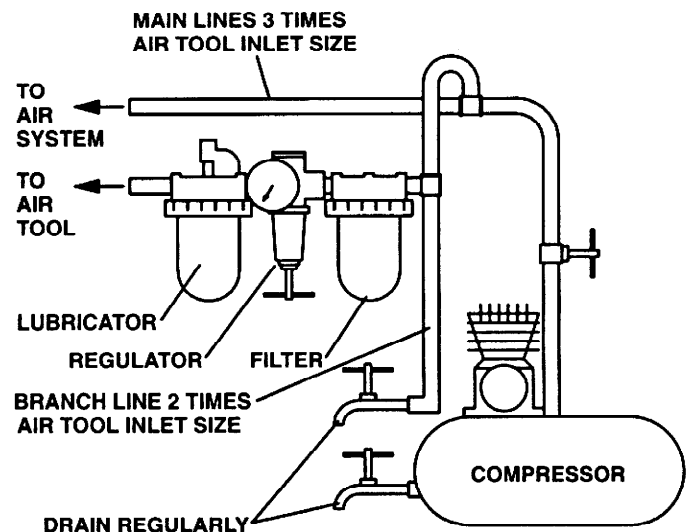 MAIN LINES 3 TIMES
AIR TOOL INLET SIZE
TO
AIR
SYSTEM
TO
AIR
TOOL
LUBRICATOR
REGULATOR
FILTER
BRANCH LINE 2 TIMES
AIR TOOL INLET SIZE
COMPRESSOR
DRAIN REGULARLY